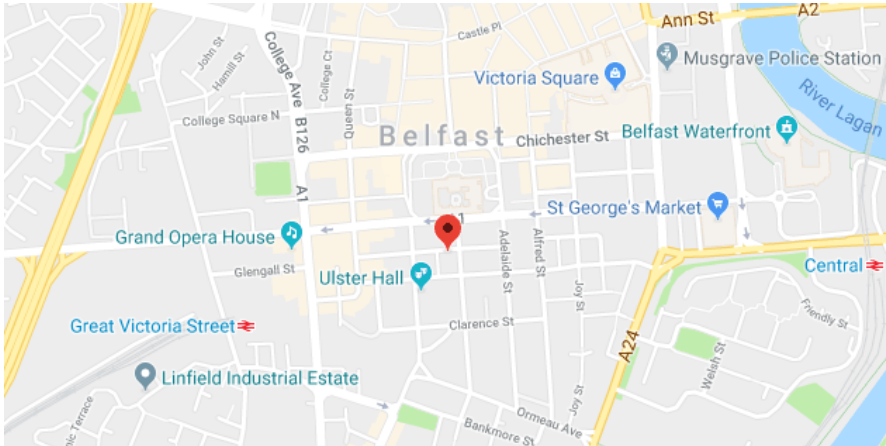 Ann St
A2
Castle Pl
John St
Hamill St
College Ave
B126
College Ct
Queen St
Victoria Square
Musgrave Police Station
River Lagan
College Square N
Belfast
Chichester St
Belfast Waterfront
A1
St George's Market
Grand Opera House
Adelaide St
Alfred St
Glengall St
Ulster Hall
Central
Joy St
Great Victoria Street
Clarence St
Friendly St
A24
Welsh St
Linfield Industrial Estate
Joy St
Ormeau Ave
Bankmore St
Terrace